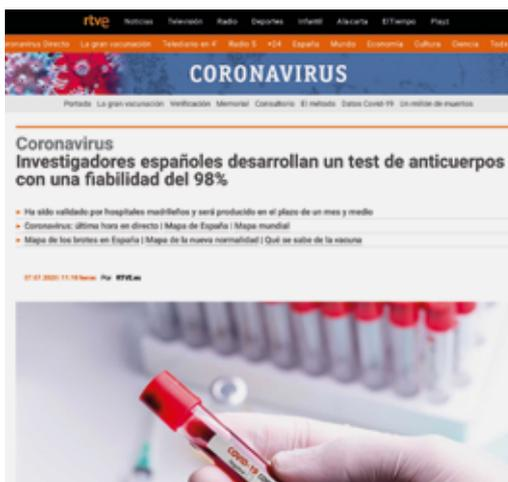 rtve Noticias Televisión Radio Deportes Infantil Alacarta ElTiempo Playz
Coronavirus Directo La gran vacunación Telediario en 4' Radio 5 +24 España Mundo Economía Cultura Ciencia
CORONAVIRUS
Portada La gran vacunación Verificación Memorial Consultorio El método Datos Covid-19 Un millón de muertos
Coronavirus
Investigadores españoles desarrollan un test de anticuerpos
con una fiabilidad del 98%
Ha sido validado por hospitales madrileños y será producido en el plazo de un mes y medio
Coronavirus: última hora en directo | Mapa de España | Mapa mundial
Mapa de los brotes en España | Mapa de la nueva normalidad | Qué se sabe de la vacuna
Por RTVE.es
COVID-19